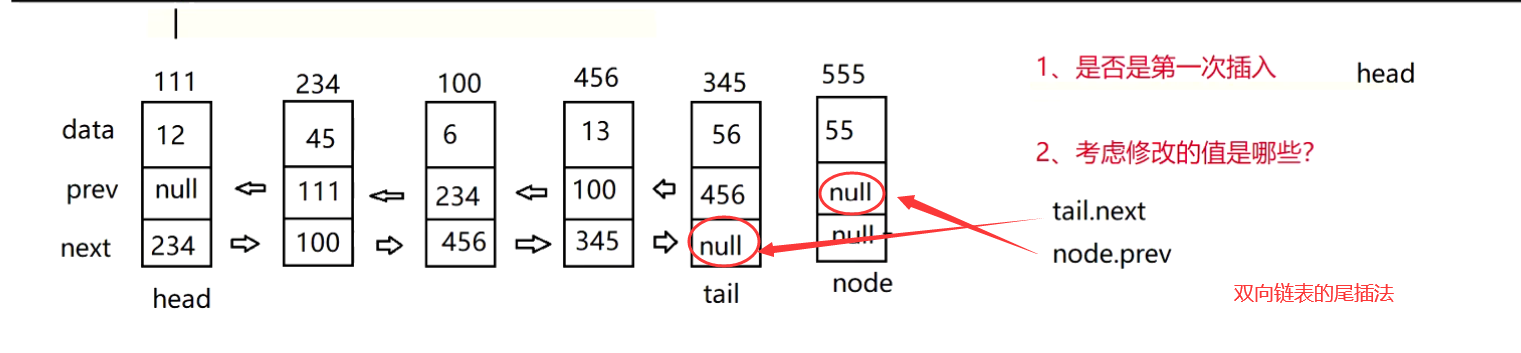 111 234 100 456 345 555
data 12 45 6 13 56 55
prev null 111 234 100 456 null
next 234 100 456 345 null null
head tail node
1、是否是第一次插入 head
2、考虑修改的值是哪些?
tail.next
node.prev
双向链表的尾插法